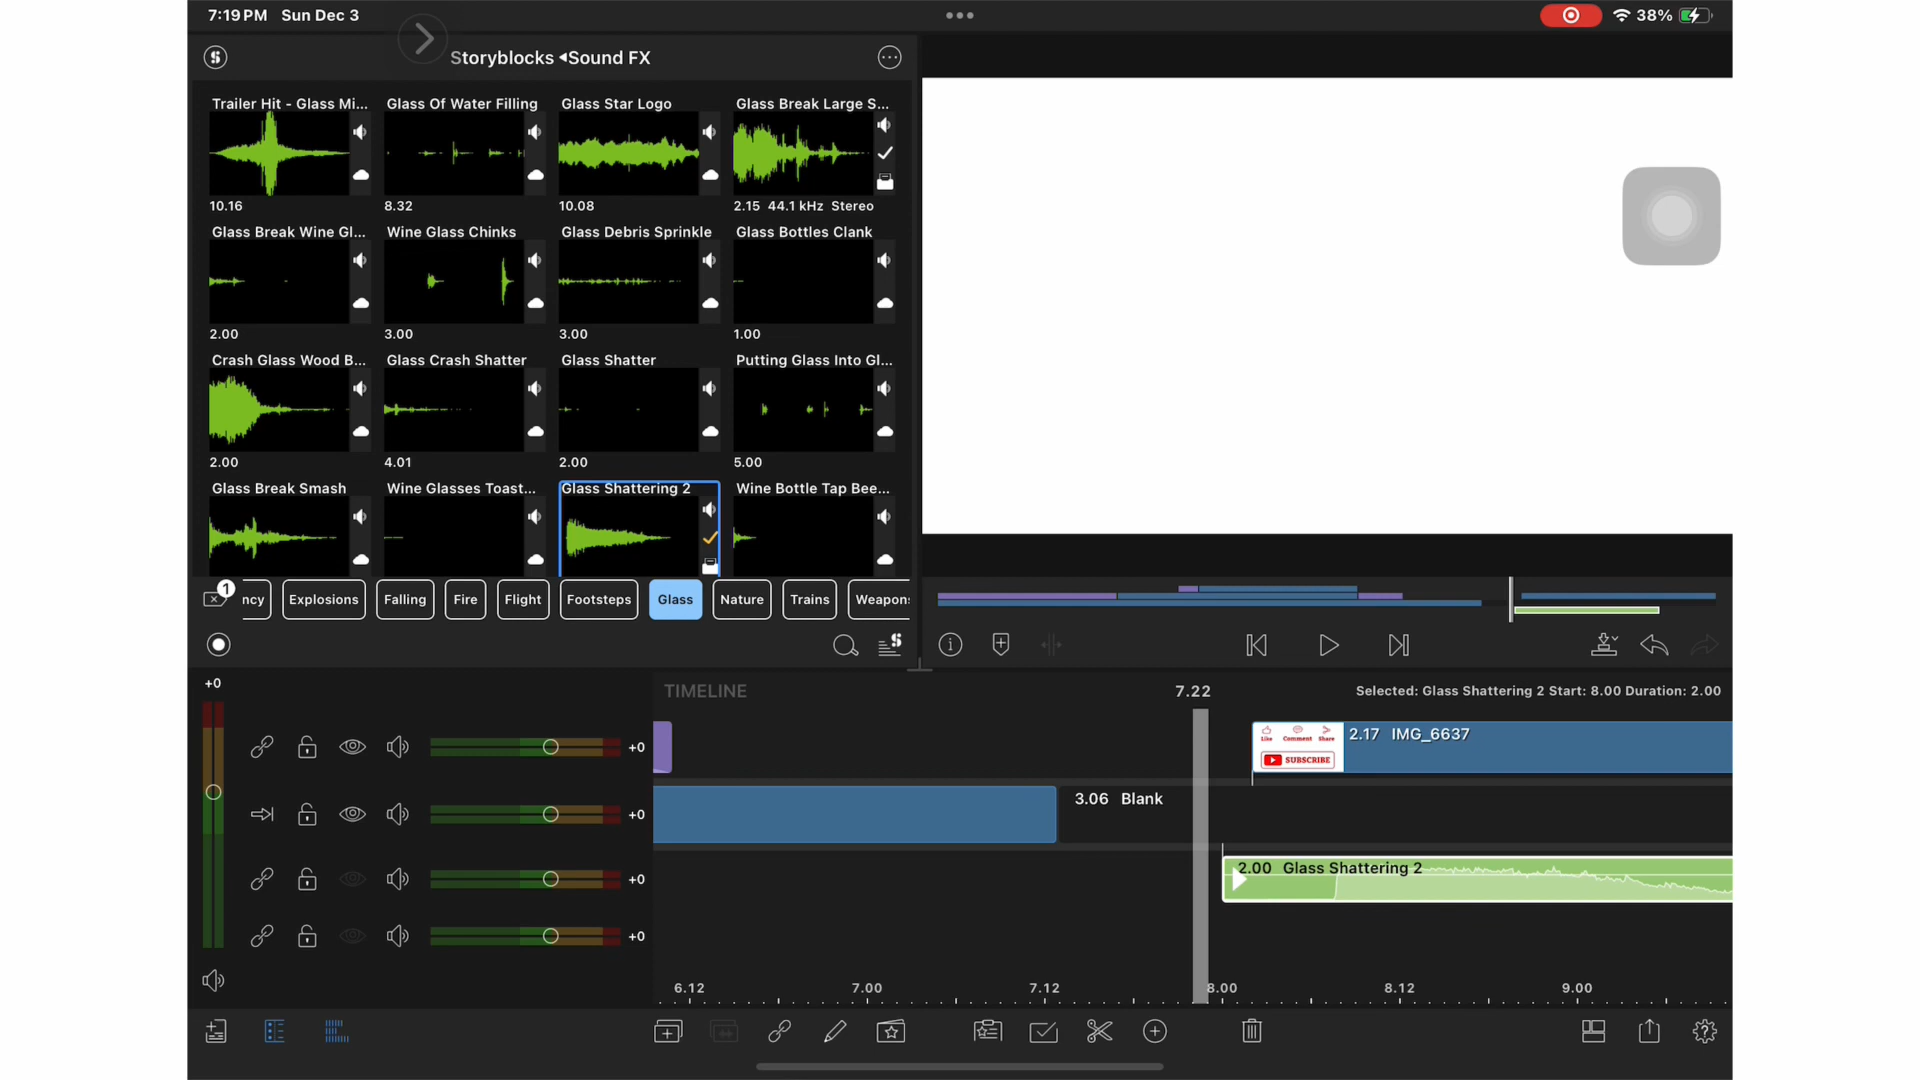 7:19 PM Sun Dec 3
38%
Storyblocks ◂Sound FX
Trailer Hit - Glass Mi... Glass Of Water Filling Glass Star Logo Glass Break Large S...
10.16 8.32 10.08 2.15 44.1 kHz Stereo
Glass Break Wine Gl... Wine Glass Chinks Glass Debris Sprinkle Glass Bottles Clank
2.00 3.00 3.00 1.00
Crash Glass Wood B... Glass Crash Shatter Glass Shatter Putting Glass Into Gl...
2.00 4.01 2.00 5.00
Glass Break Smash Wine Glasses Toast... Glass Shattering 2 Wine Bottle Tap Bee...
1 ncy Explosions Falling Fire Flight Footsteps Glass Nature Trains Weapons
+0 TIMELINE 7.22 Selected: Glass Shattering 2 Start: 8.00 Duration: 2.00
+0
Like Comment Share
SUBSCRIBE
2.17 IMG_6637
+0
3.06 Blank
+0
2.00 Glass Shattering 2
+0
6.12 7.00 7.12 8.00 8.12 9.00